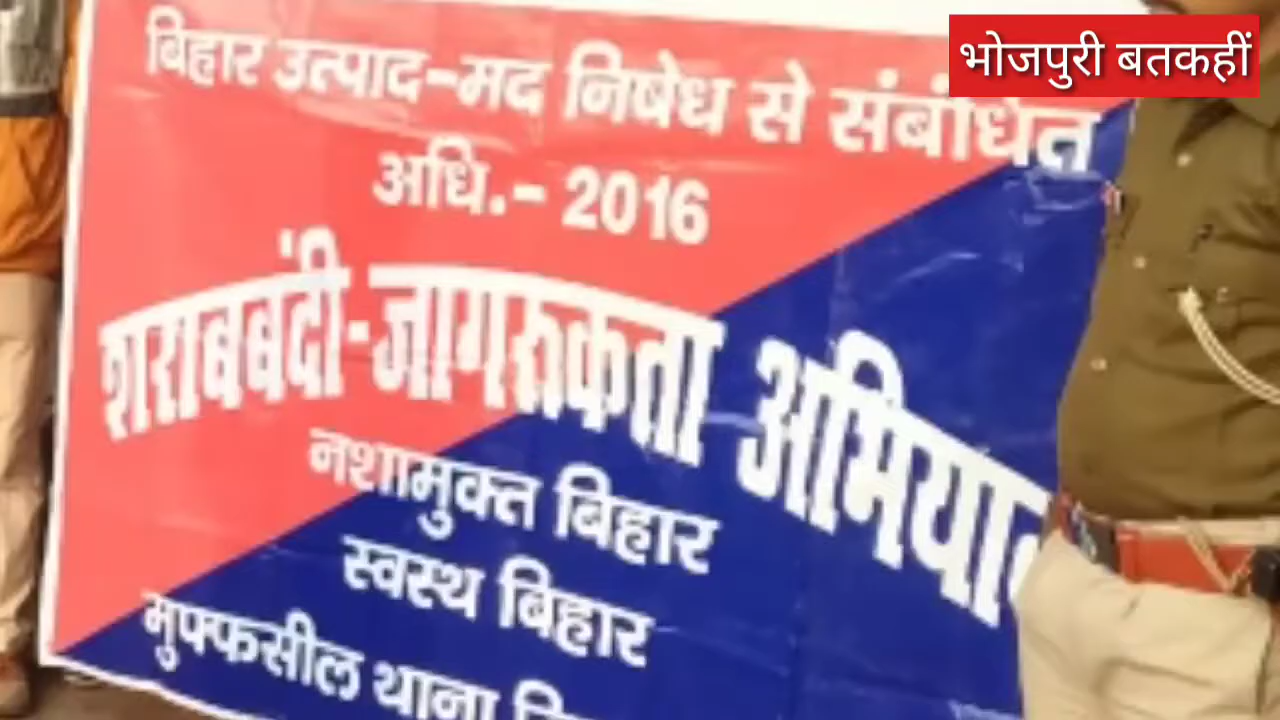 भोजपुरी बतकहीं
बिहार उत्पाद-मद निषेध से संबंधित
अधि.- 2016
शराबबंदी-जागरूकता अभियान
नशामुक्त बिहार
स्वस्थ बिहार
मुफ्फसील थाना